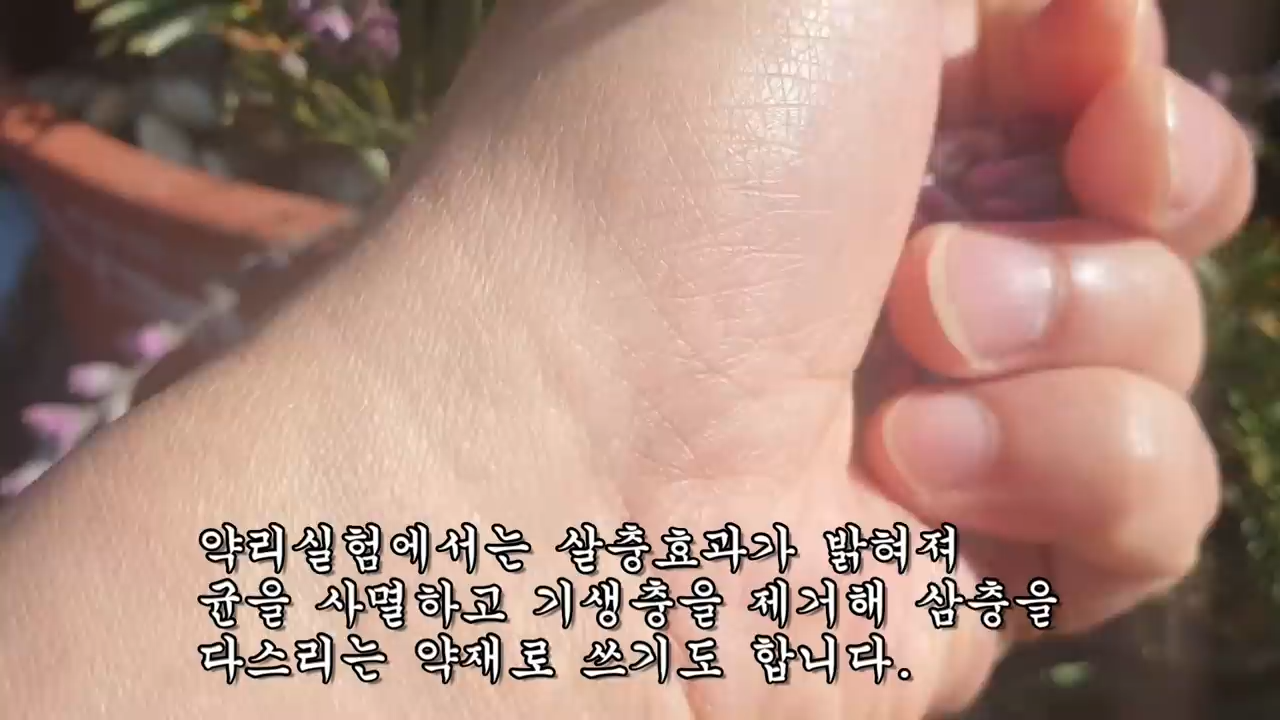 약리실험에서는 살충효과가 밝혀져
균을 사멸하고 기생충을 제거해 삼충을
다스리는 약재로 쓰기도 합니다.